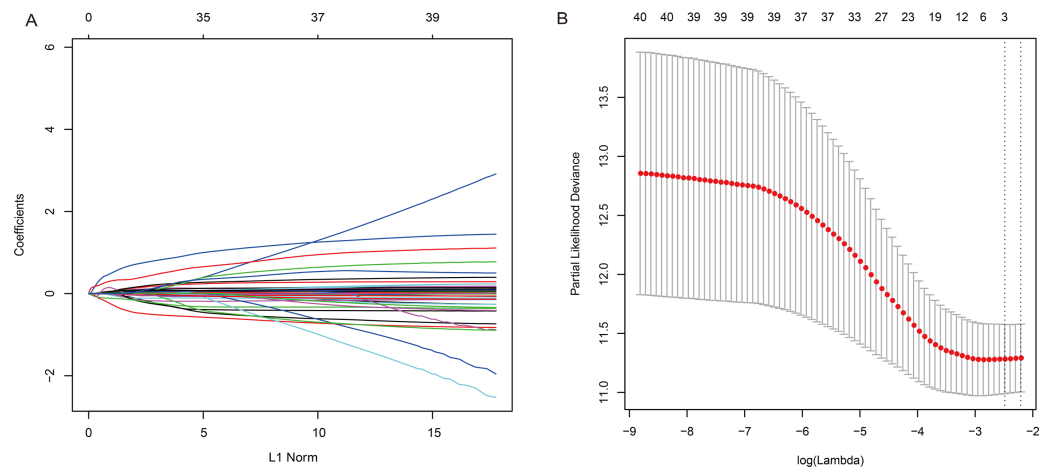 A
0 35 37 39
6
4
2
0
−2
Coefficients
0 5 10 15
L1 Norm
B
40 40 39 39 39 37 37 33 27 23 19 12 6 3
13.5
13.0
12.5
12.0
11.5
11.0
Partial Likelihood Deviance
−9 −8 −7 −6 −5 −4 −3 −2
log(Lambda)